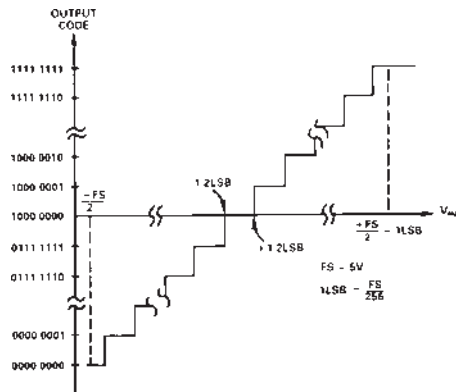 OUTPUT
CODE
1111 1111
1111 1110
1000 0010
1000 0001
1000 0000
0111 1111
0111 1110
0000 0001
0000 0000
-FS
2
1.2LSB
+1.2LSB
+FS
2
- 1LSB
FS - 5V
1LSB - FS
256